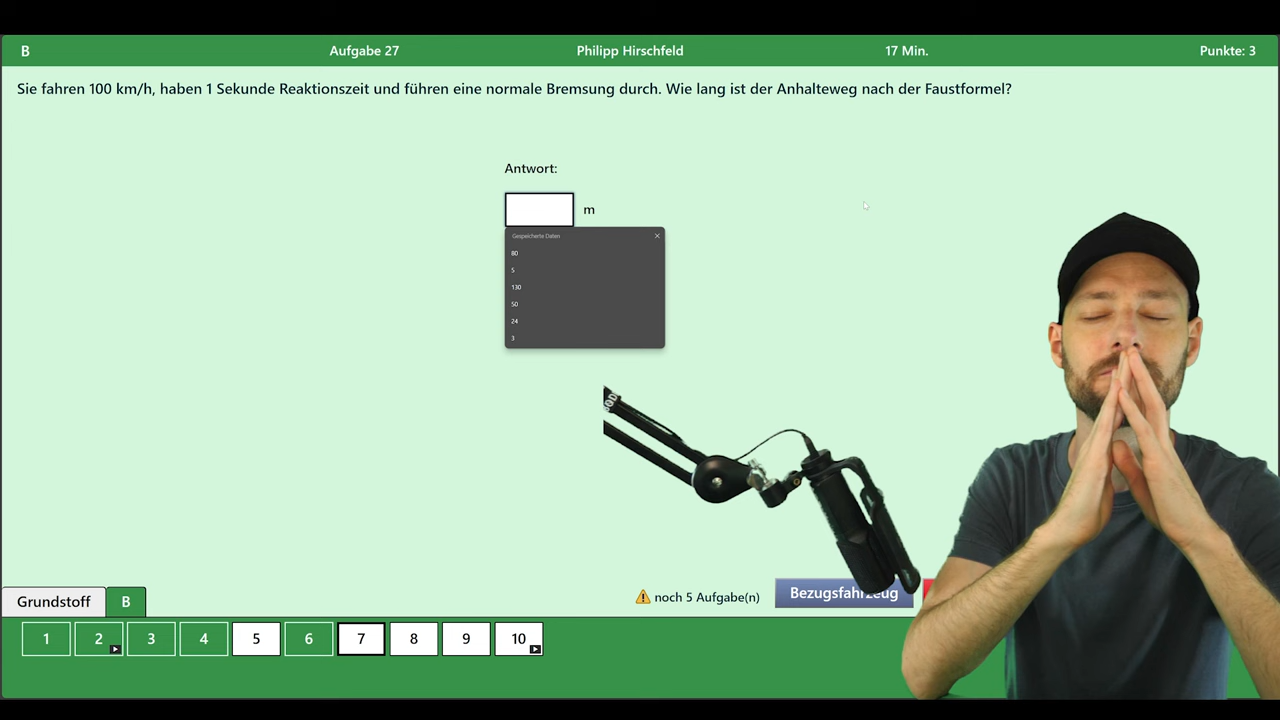 B
Aufgabe 27
Philipp Hirschfeld
17 Min.
Punkte: 3
Sie fahren 100 km/h, haben 1 Sekunde Reaktionszeit und führen eine normale Bremsung durch. Wie lang ist der Anhalteweg nach der Faustformel?
Antwort:
m
Gespeicherte Daten
80
5
130
50
24
3
Grundstoff
B
noch 5 Aufgabe(n)
Bezugsfahrzeug
1 2 3 4 5 6 7 8 9 10